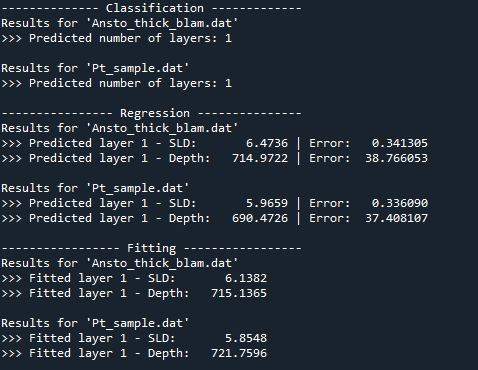 -------------- Classification -------------
Results for 'Ansto_thick_blam.dat'
>>> Predicted number of layers: 1
Results for 'Pt_sample.dat'
>>> Predicted number of layers: 1
---------------- Regression ---------------
Results for 'Ansto_thick_blam.dat'
>>> Predicted layer 1 - SLD:       6.4736 | Error:   0.341305
>>> Predicted layer 1 - Depth:   714.9722 | Error:  38.766053
Results for 'Pt_sample.dat'
>>> Predicted layer 1 - SLD:       5.9659 | Error:   0.336090
>>> Predicted layer 1 - Depth:   690.4726 | Error:  37.408107
----------------- Fitting -----------------
Results for 'Ansto_thick_blam.dat'
>>> Fitted layer 1 - SLD:       6.1382
>>> Fitted layer 1 - Depth:   715.1365
Results for 'Pt_sample.dat'
>>> Fitted layer 1 - SLD:       5.8548
>>> Fitted layer 1 - Depth:   721.7596